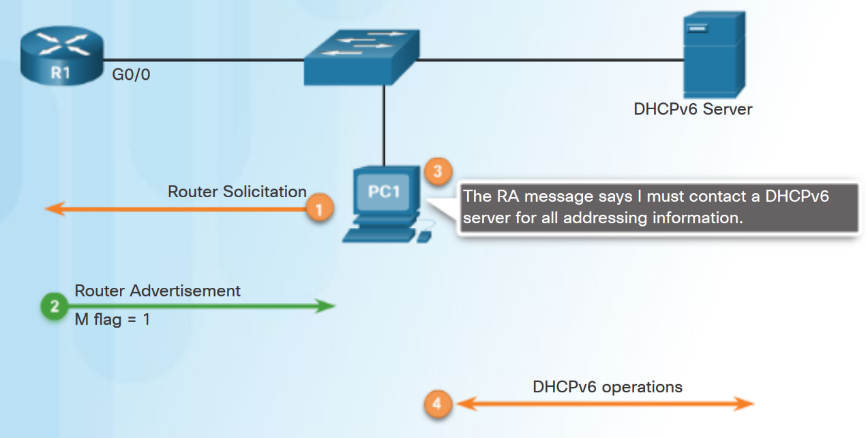 R1
G0/0
DHCPv6 Server
PC1
3
Router Solicitation
1
The RA message says I must contact a DHCPv6
server for all addressing information.
Router Advertisement
2
M flag = 1
DHCPv6 operations
4